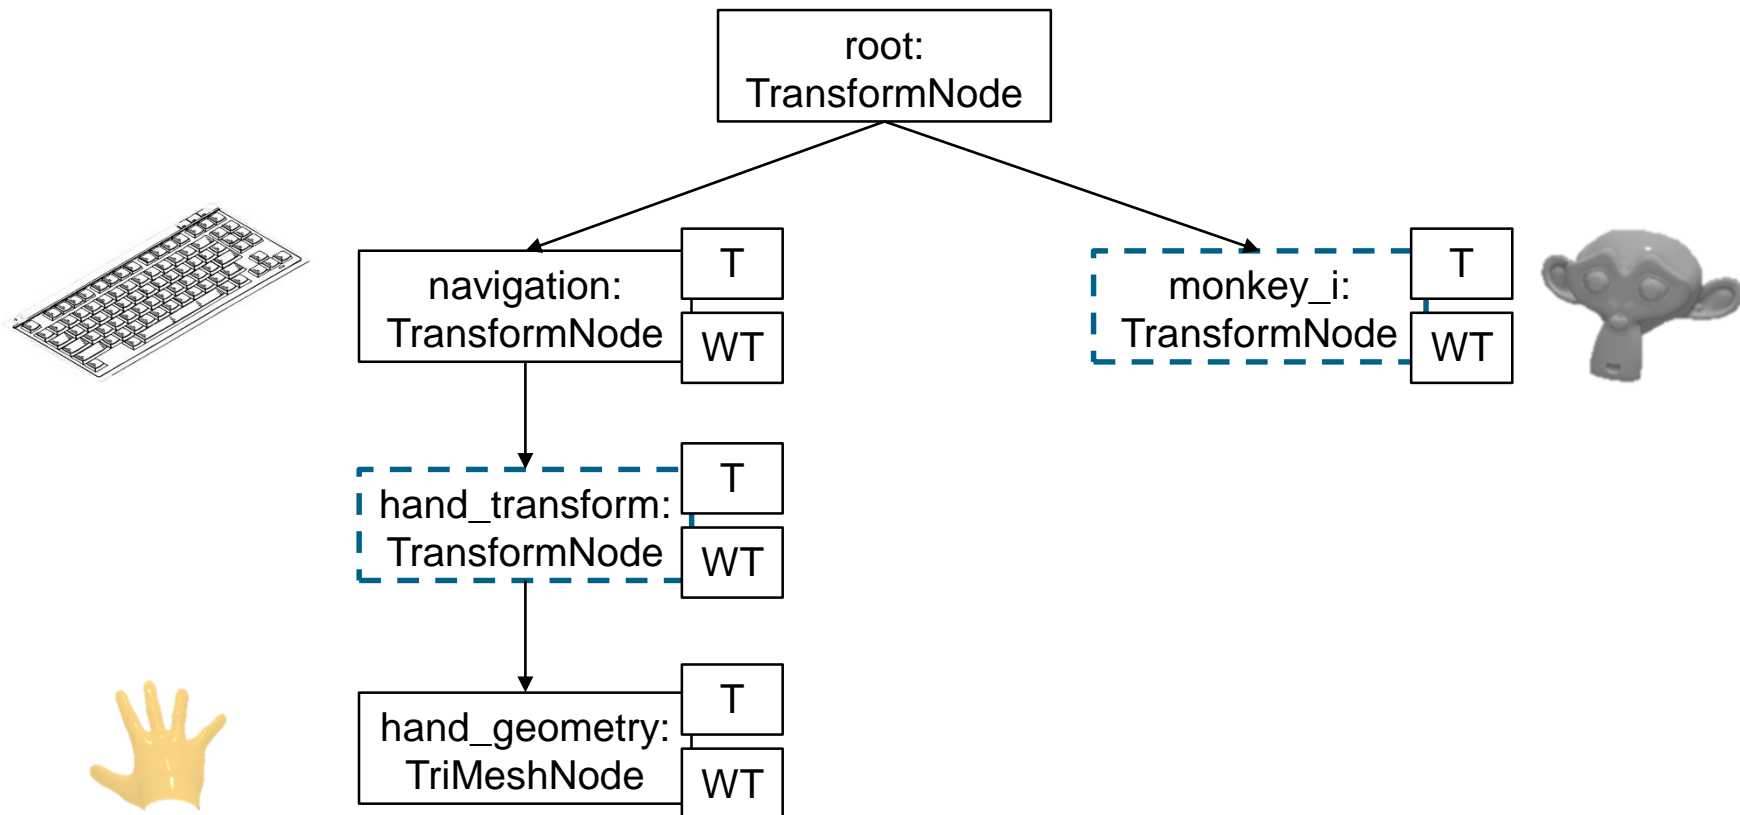 root:
TransformNode
navigation:
TransformNode
T
WT
monkey_i:
TransformNode
T
WT
hand_transform:
TransformNode
T
WT
hand_geometry:
TriMeshNode
T
WT